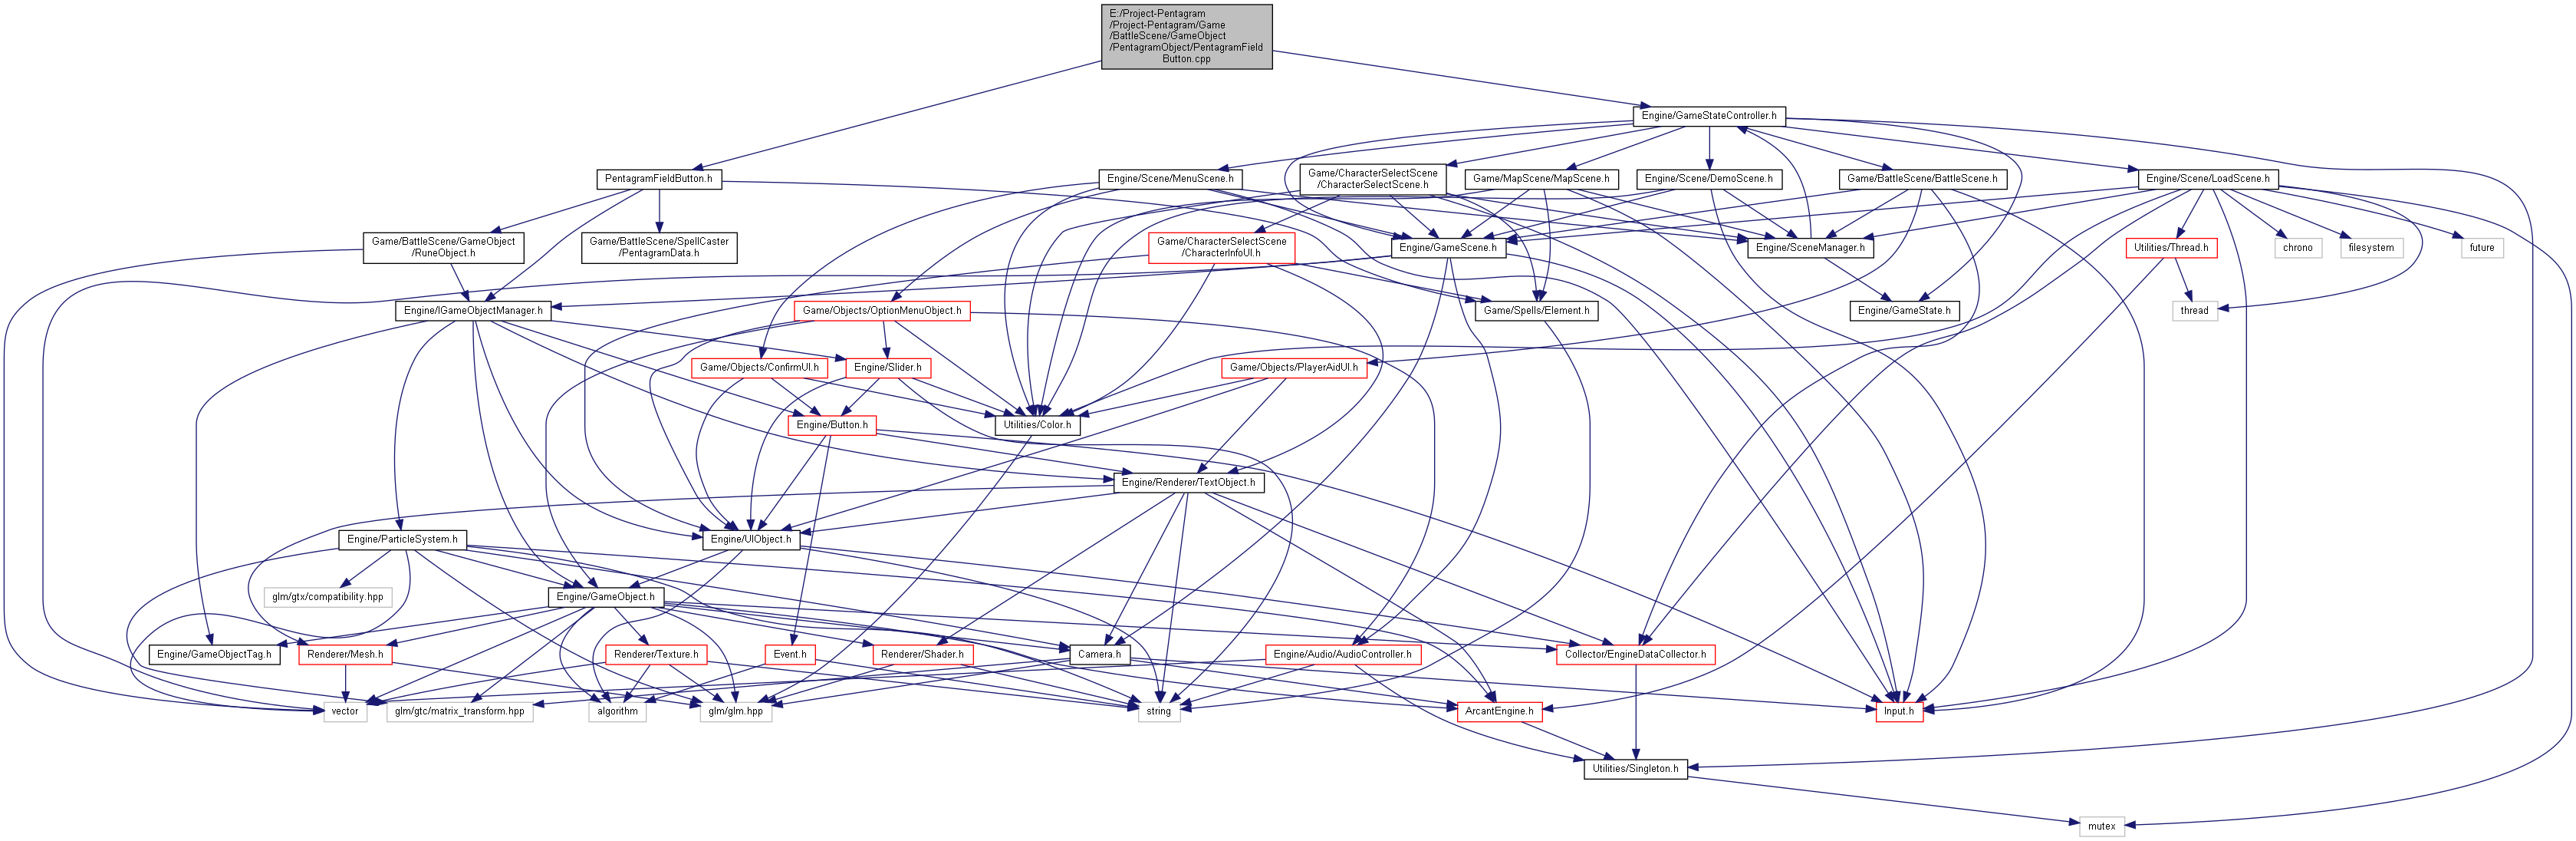 E:/Project-Pentagram
/Project-Pentagram/Game
/BattleScene/GameObject
/PentagramObject/PentagramField
Button.cpp
Engine/GameStateController.h
PentagramFieldButton.h
Engine/Scene/MenuScene.h
Game/CharacterSelectScene
/CharacterSelectScene.h
Game/MapScene/MapScene.h
Engine/Scene/DemoScene.h
Game/BattleScene/BattleScene.h
Engine/Scene/LoadScene.h
Game/BattleScene/GameObject
/RuneObject.h
Game/BattleScene/SpellCaster
/PentagramData.h
Game/CharacterSelectScene
/CharacterInfoUI.h
Engine/GameScene.h
Engine/SceneManager.h
Utilities/Thread.h
chrono
filesystem
future
Engine/IGameObjectManager.h
Game/Objects/OptionMenuObject.h
Game/Spells/Element.h
Engine/GameState.h
thread
Game/Objects/ConfirmUI.h
Engine/Slider.h
Game/Objects/PlayerAidUI.h
Engine/Button.h
Utilities/Color.h
Engine/Renderer/TextObject.h
Engine/ParticleSystem.h
Engine/UIObject.h
glm/gtx/compatibility.hpp
Engine/GameObject.h
Engine/GameObjectTag.h
Renderer/Mesh.h
Renderer/Texture.h
Event.h
Renderer/Shader.h
Camera.h
Engine/Audio/AudioController.h
Collector/EngineDataCollector.h
vector
glm/gtc/matrix_transform.hpp
algorithm
glm/glm.hpp
string
ArcantEngine.h
Input.h
Utilities/Singleton.h
mutex